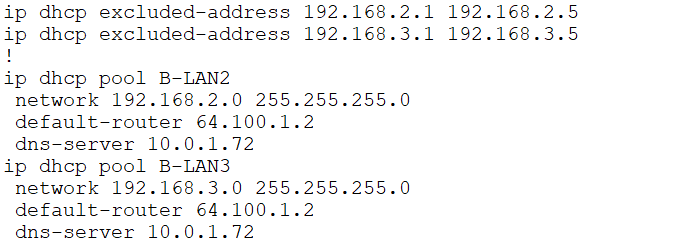 ip dhcp excluded-address 192.168.2.1 192.168.2.5
ip dhcp excluded-address 192.168.3.1 192.168.3.5
!
ip dhcp pool B-LAN2
 network 192.168.2.0 255.255.255.0
 default-router 64.100.1.2
 dns-server 10.0.1.72
ip dhcp pool B-LAN3
 network 192.168.3.0 255.255.255.0
 default-router 64.100.1.2
 dns-server 10.0.1.72